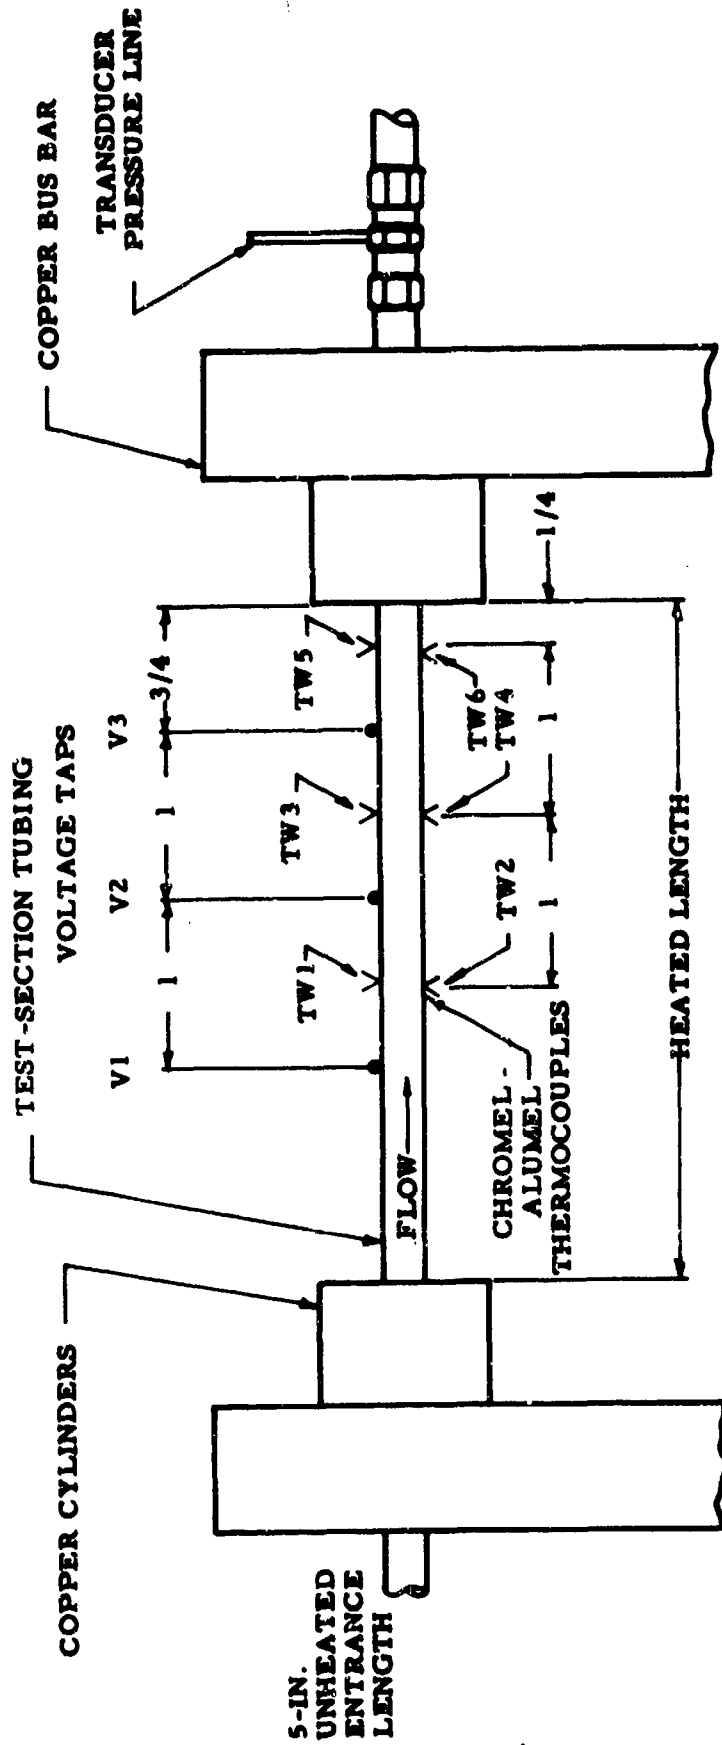 COPPER CYLINDERS
TEST-SECTION TUBING
VOLTAGE TAPS
COPPER BUS BAR
TRANSDUCER
PRESSURE LINE
V1
V2
V3
1
1
3/4
TW1
TW3
TW5
FLOW
5-IN.
UNHEATED
ENTRANCE
LENGTH
CHROMEL-
ALUMEL
THERMOCOUPLES
TW2
TW6
TW4
1
1
1/4
HEATED LENGTH